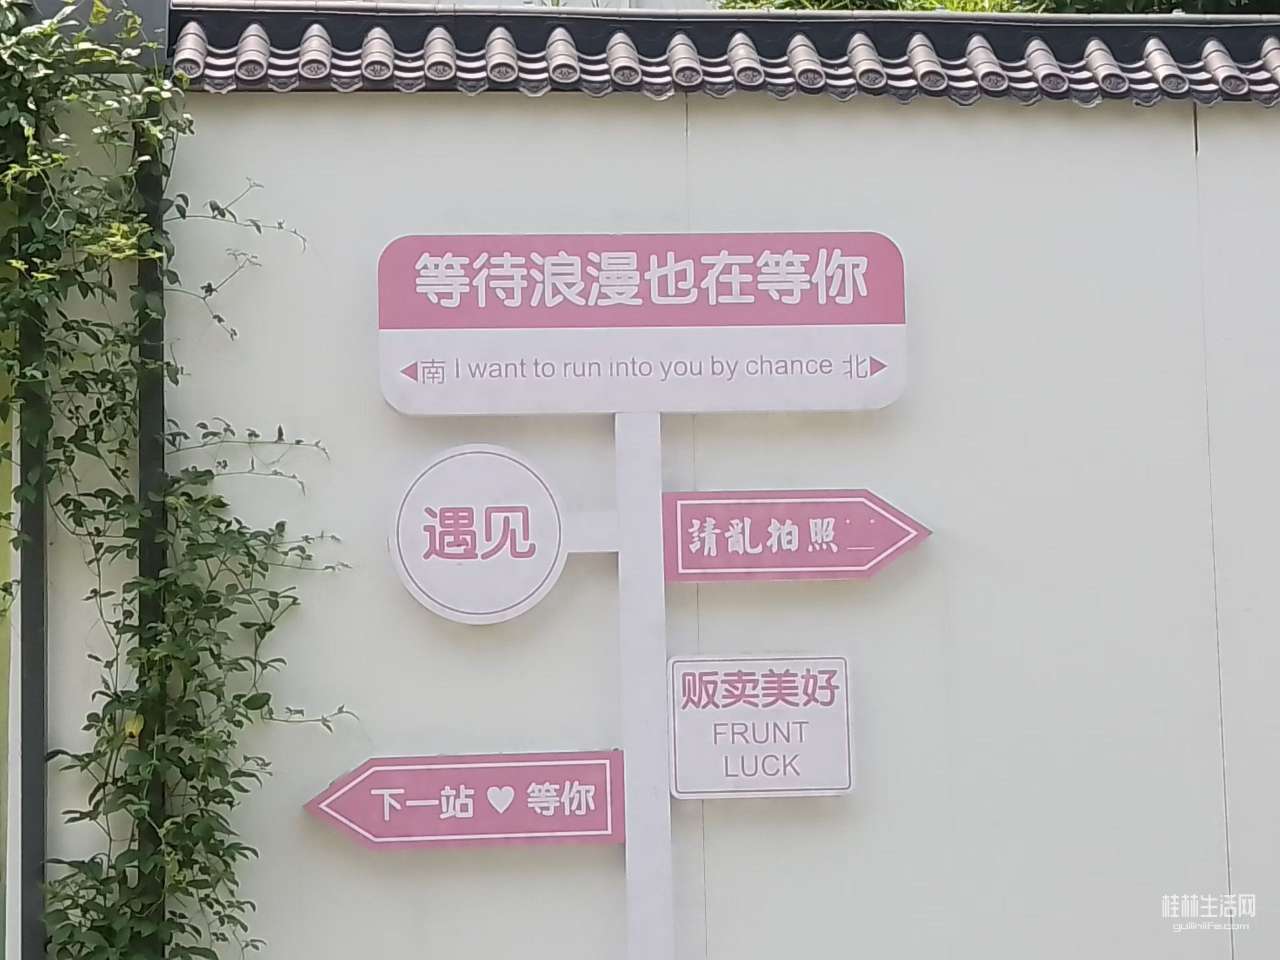 等待浪漫也在等你
◀南 I want to run into you by chance 北▶
遇见
請亂拍照
贩卖美好
FRUNT
LUCK
下一站 ♥ 等你
桂林生活网
guilinlife.com